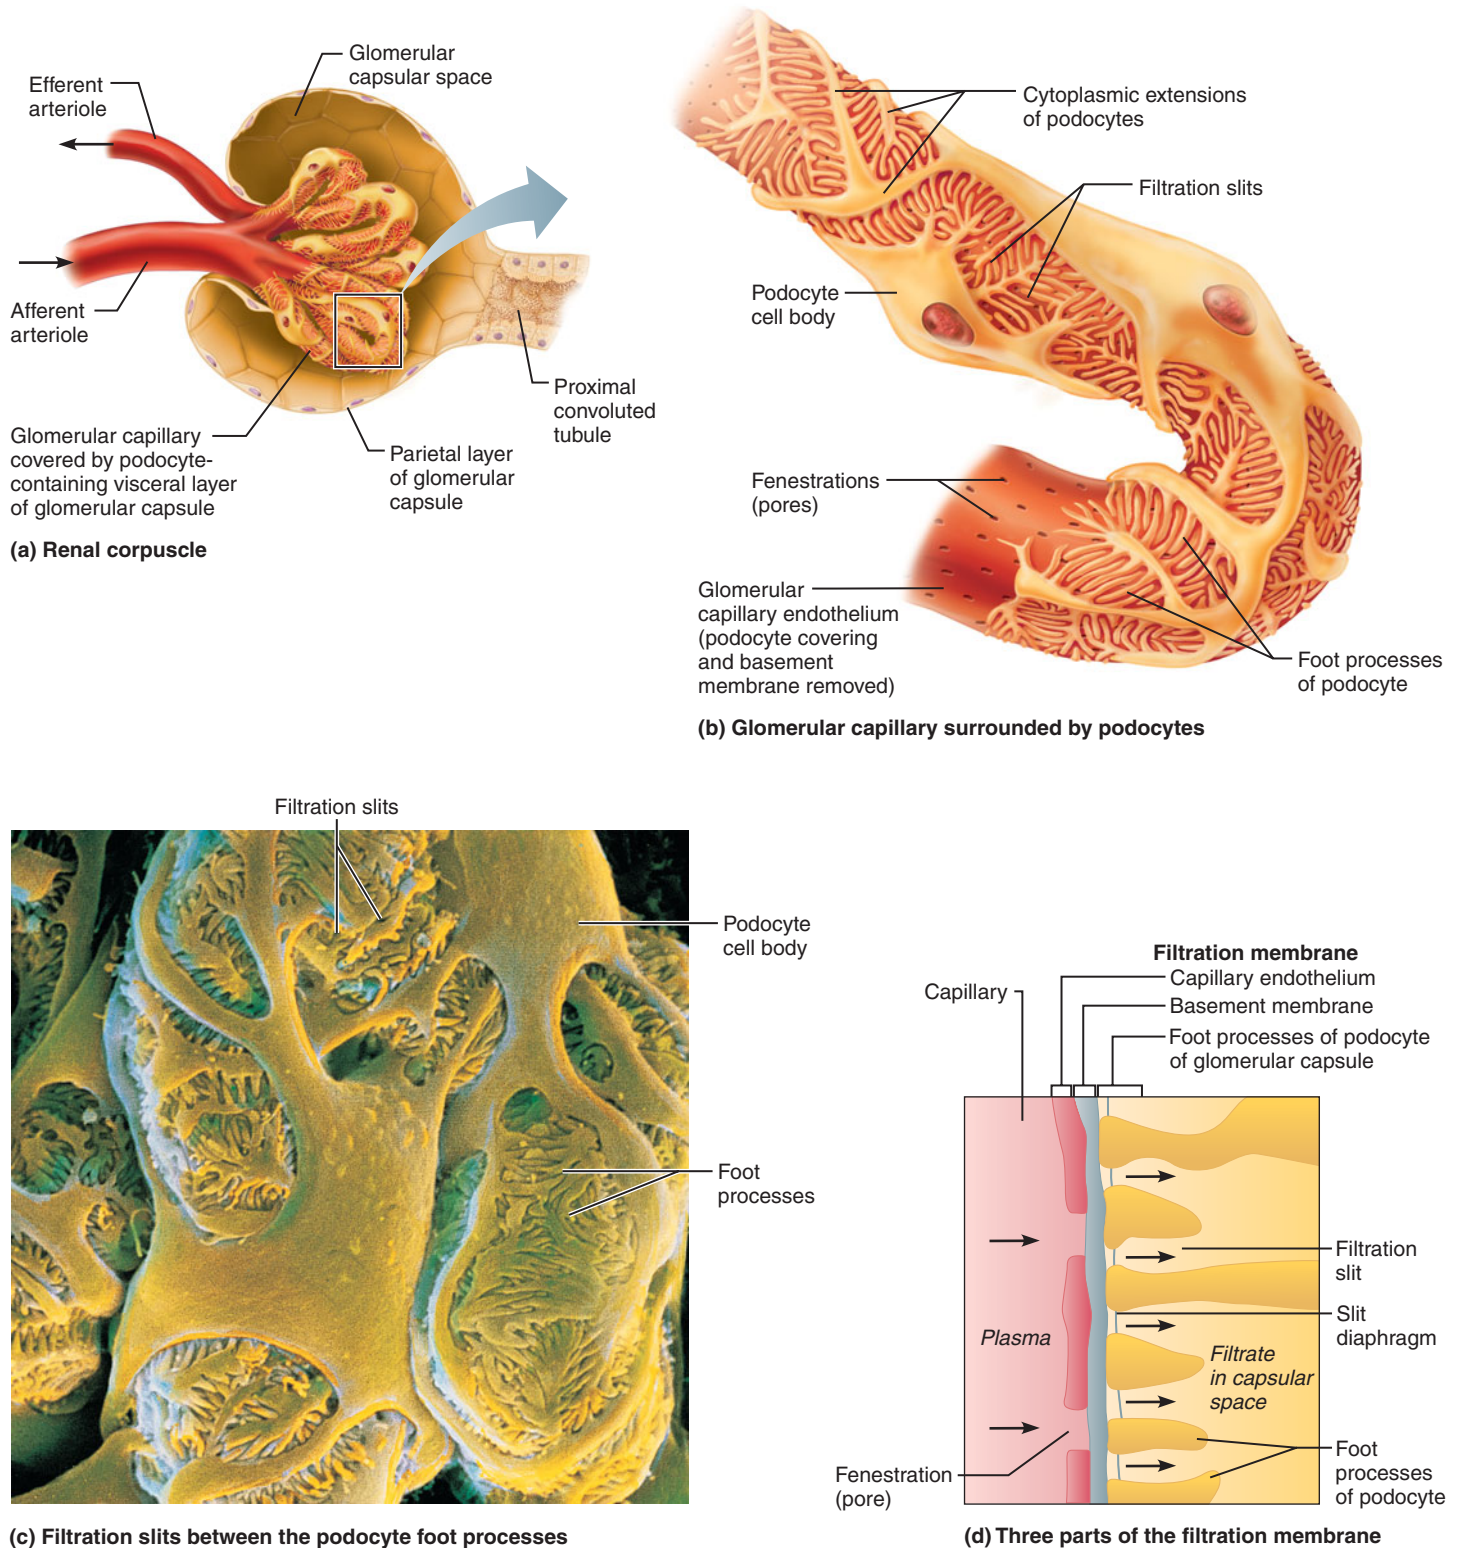 Glomerular
capsular space
Efferent
arteriole
Afferent
arteriole
Proximal
convoluted
tubule
Glomerular capillary
covered by podocyte-
containing visceral layer
of glomerular capsule
Parietal layer
of glomerular
capsule
(a) Renal corpuscle
Cytoplasmic extensions
of podocytes
Filtration slits
Podocyte
cell body
Fenestrations
(pores)
Glomerular
capillary endothelium
(podocyte covering
and basement
membrane removed)
Foot processes
of podocyte
(b) Glomerular capillary surrounded by podocytes
Filtration slits
Podocyte
cell body
Foot
processes
(c) Filtration slits between the podocyte foot processes
Filtration membrane
Capillary endothelium
Basement membrane
Foot processes of podocyte
of glomerular capsule
Capillary
Filtration
slit
Slit
diaphragm
Plasma
Filtrate
in capsular
space
Foot
processes
of podocyte
Fenestration
(pore)
(d) Three parts of the filtration membrane